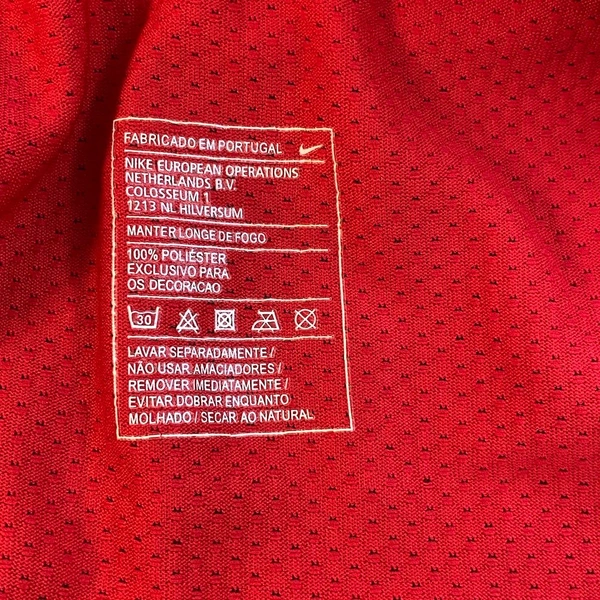 FABRICADO EM PORTUGAL
NIKE EUROPEAN OPERATIONS
NETHERLANDS B.V.
COLOSSEUM 1
1213 NL HILVERSUM
MANTER LONGE DE FOGO
100% POLIÉSTER
EXCLUSIVO PARA
OS DECORACAO
30
LAVAR SEPARADAMENTE /
NÃO USAR AMACIADORES /
REMOVER IMEDIATAMENTE /
EVITAR DOBRAR ENQUANTO
MOLHADO / SECAR AO NATURAL